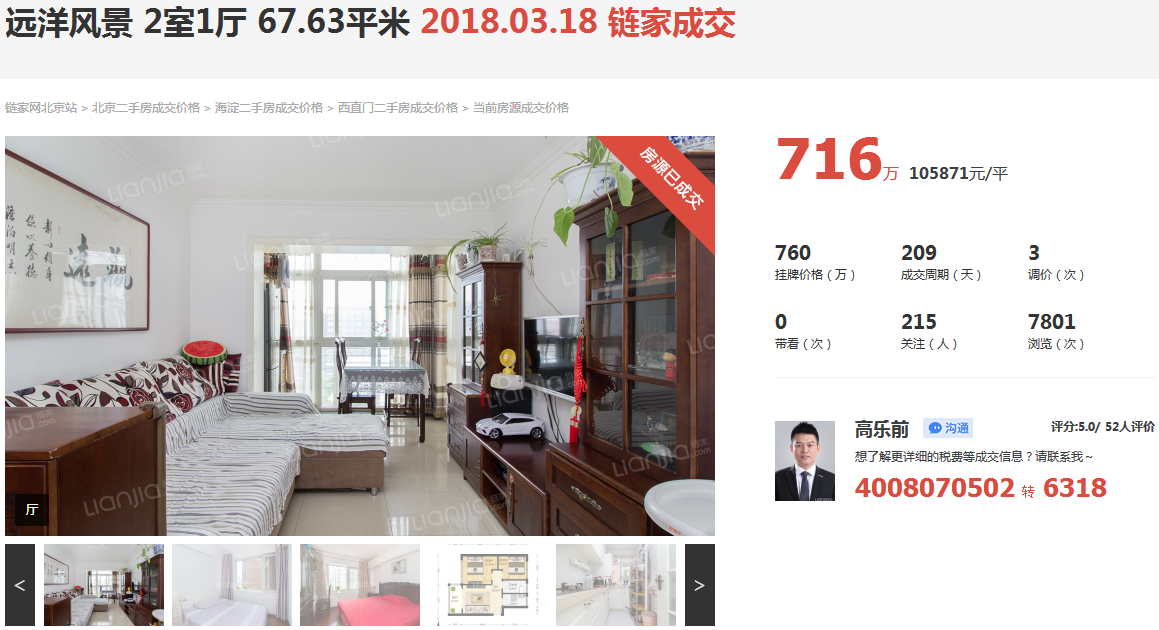 远洋风景 2室1厅 67.63平米 2018.03.18 链家成交
链家网北京站 > 北京二手房成交价格 > 海淀二手房成交价格 > 西直门二手房成交价格 > 当前房源成交价格
房源已成交
厅
<
>
716万 105871元/平
760
挂牌价格（万）
209
成交周期（天）
3
调价（次）
0
带看（次）
215
关注（人）
7801
浏览（次）
高乐前 沟通
评分:5.0/ 52人评价
想了解更详细的税费等成交信息？请联系我～
4008070502 转 6318